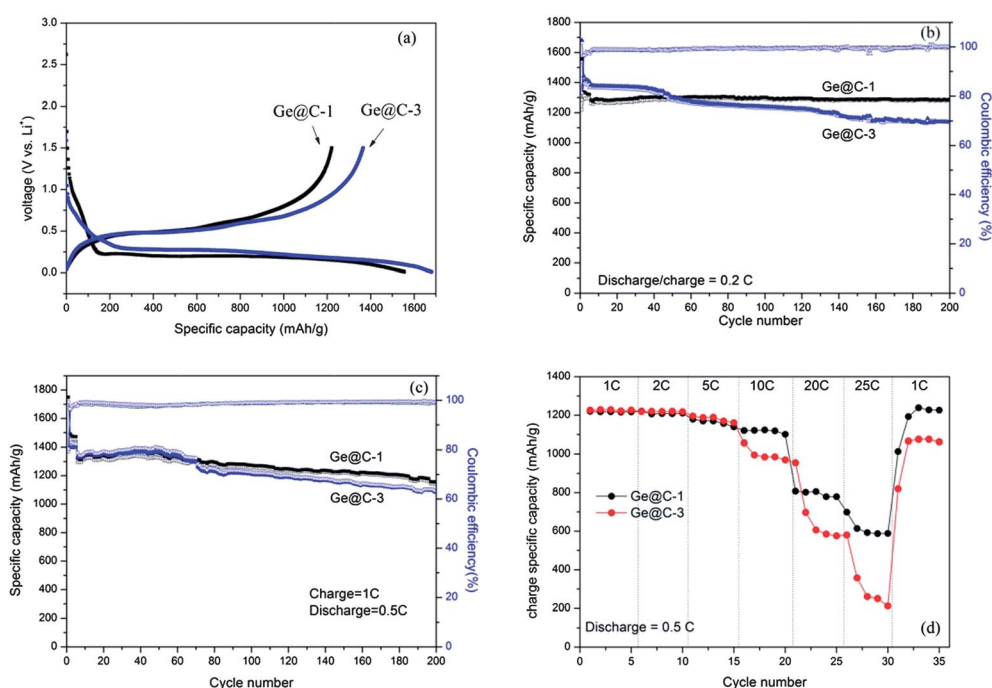 (a)
3.0
2.5
2.0
1.5
1.0
0.5
0.0
voltage (V vs. Li⁺)
Ge@C-1
Ge@C-3
0 200 400 600 800 1000 1200 1400 1600
Specific capacity (mAh/g)
(b)
1800
1600
1400
1200
1000
800
600
400
200
0
Specific capacity (mAh/g)
Ge@C-1
Ge@C-3
Discharge/charge = 0.2 C
100
80
60
40
20
0
Coulombic efficiency (%)
0 20 40 60 80 100 120 140 160 180 200
Cycle number
(c)
1800
1600
1400
1200
1000
800
600
400
200
0
Specific capacity (mAh/g)
Ge@C-1
Ge@C-3
Charge=1C
Discharge=0.5C
100
80
60
40
20
0
Coulombic efficiency(%)
0 20 40 60 80 100 120 140 160 180 200
Cycle number
1C 2C 5C 10C 20C 25C 1C
1400
1200
1000
800
600
400
200
0
charge specific capacity (mAh/g)
Ge@C-1
Ge@C-3
Discharge = 0.5 C
(d)
0 5 10 15 20 25 30 35
Cycle number